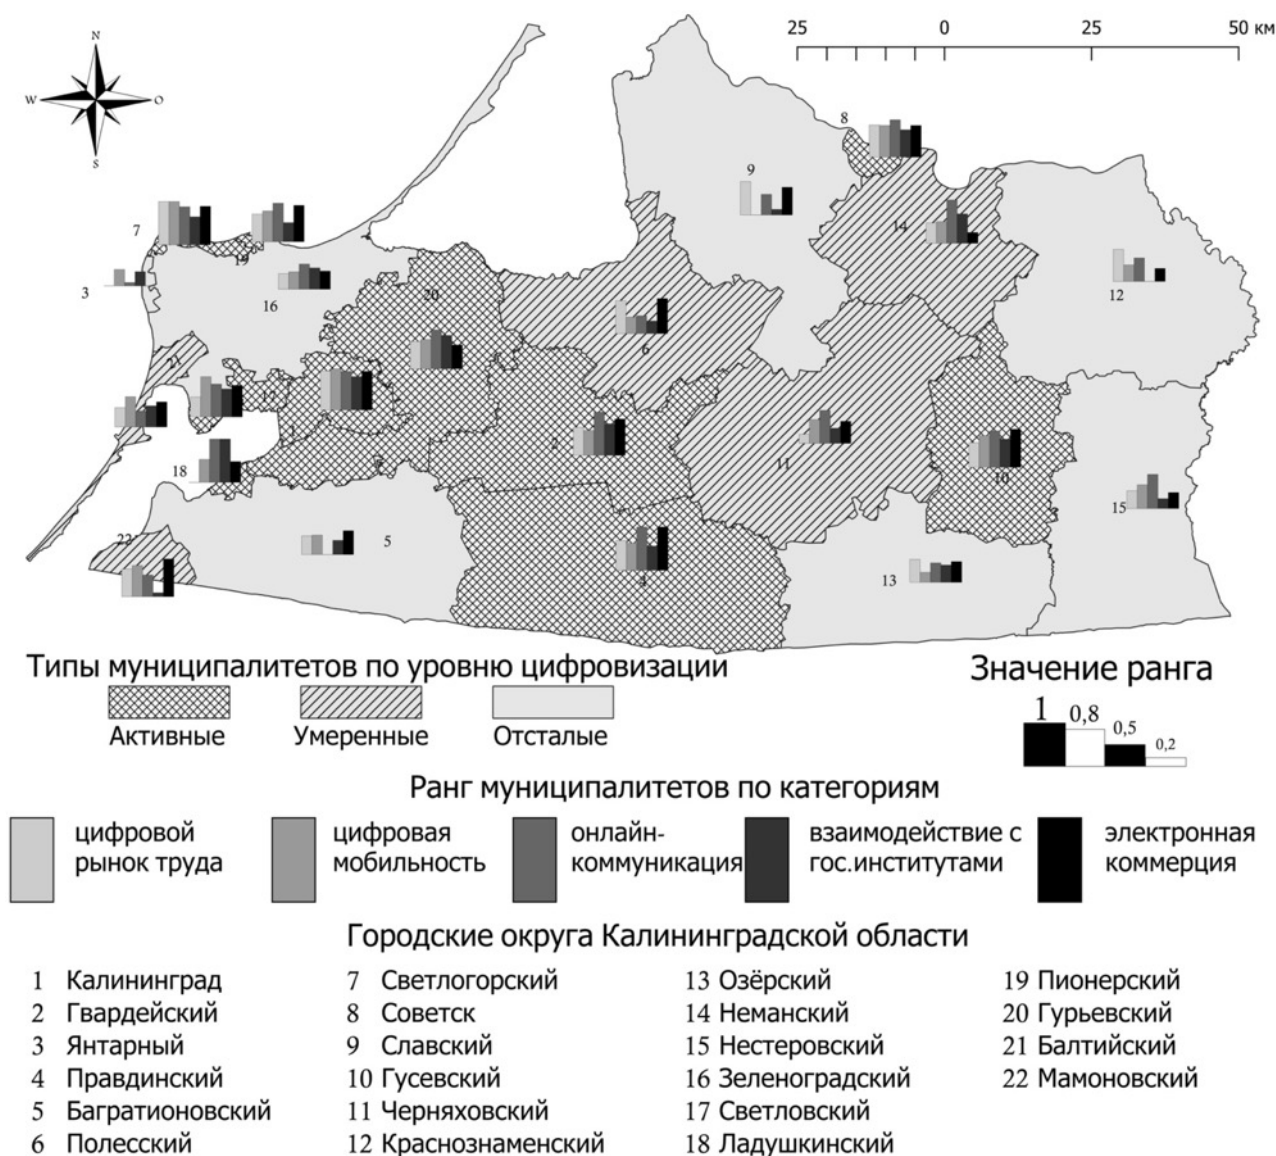 25 0 25 50 км
N
W O
S
8
9
7
14
19
3
16
20
12
6
21
17
1
2
18
11
10
15
5
22
4
13
Типы муниципалитетов по уровню цифровизации
Активные Умеренные Отсталые
Значение ранга
1 0,8 0,5 0,2
Ранг муниципалитетов по категориям
цифровой рынок труда
цифровая мобильность
онлайн-коммуникация
взаимодействие с гос.институтами
электронная коммерция
Городские округа Калининградской области
1 Калининград
2 Гвардейский
3 Янтарный
4 Правдинский
5 Багратионовский
6 Полесский
7 Светлогорский
8 Советск
9 Славский
10 Гусевский
11 Черняховский
12 Краснознаменский
13 Озёрский
14 Неманский
15 Нестеровский
16 Зеленоградский
17 Светловский
18 Ладушкинский
19 Пионерский
20 Гурьевский
21 Балтийский
22 Мамоновский